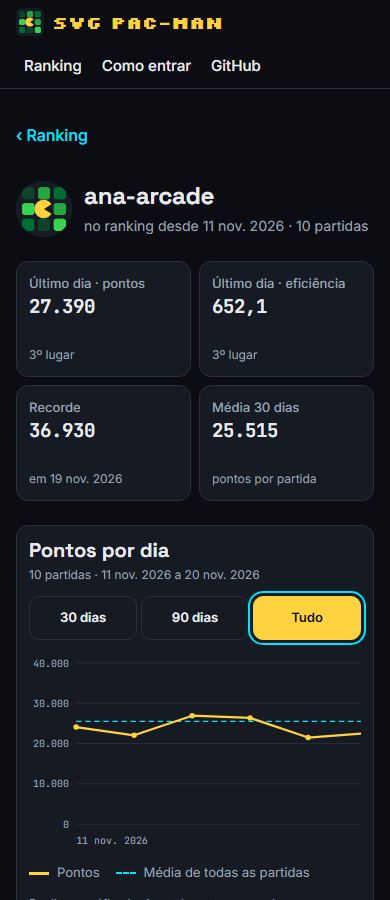 SVG PAC-MAN
Ranking Como entrar GitHub
‹ Ranking
ana-arcade
no ranking desde 11 nov. 2026 · 10 partidas
Último dia · pontos
27.390
3º lugar
Último dia · eficiência
652,1
3º lugar
Recorde
36.930
em 19 nov. 2026
Média 30 dias
25.515
pontos por partida
Pontos por dia
10 partidas · 11 nov. 2026 a 20 nov. 2026
30 dias 90 dias Tudo
40.000
30.000
20.000
10.000
0
11 nov. 2026
Pontos Média de todas as partidas